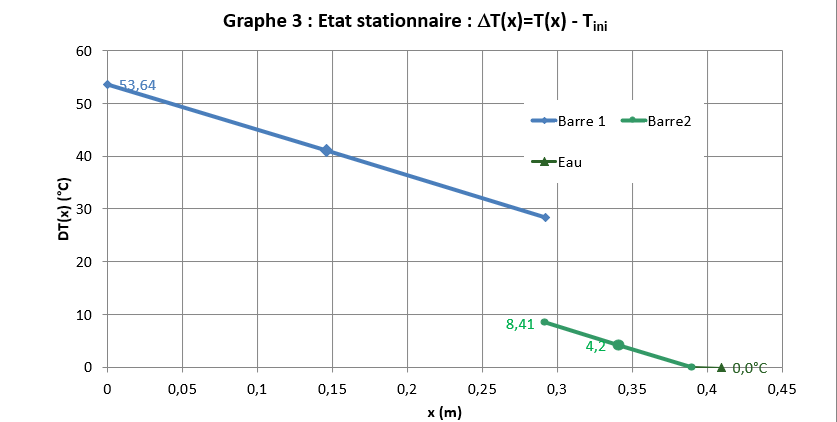 Graphe 3 : Etat stationnaire : ΔT(x)=T(x) - Tini
60
50
40
30
20
10
0
DT(x) (°C)
53,64
Barre 1
Barre2
Eau
8,41
4,2
0,0°C
0 0,05 0,1 0,15 0,2 0,25 0,3 0,35 0,4 0,45
x (m)